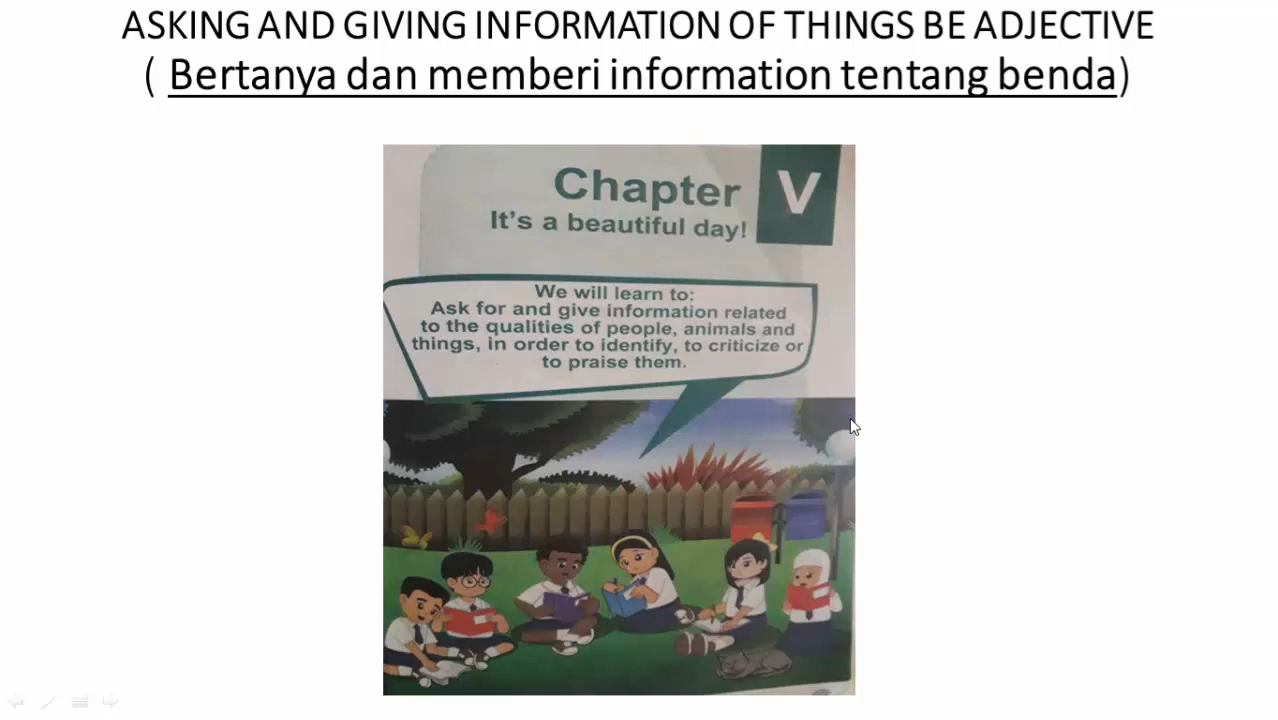 ASKING AND GIVING INFORMATION OF THINGS BE ADJECTIVE
( Bertanya dan memberi information tentang benda)
Chapter V
It's a beautiful day!
We will learn to:
Ask for and give information related
to the qualities of people, animals and
things, in order to identify, to criticize or
to praise them.